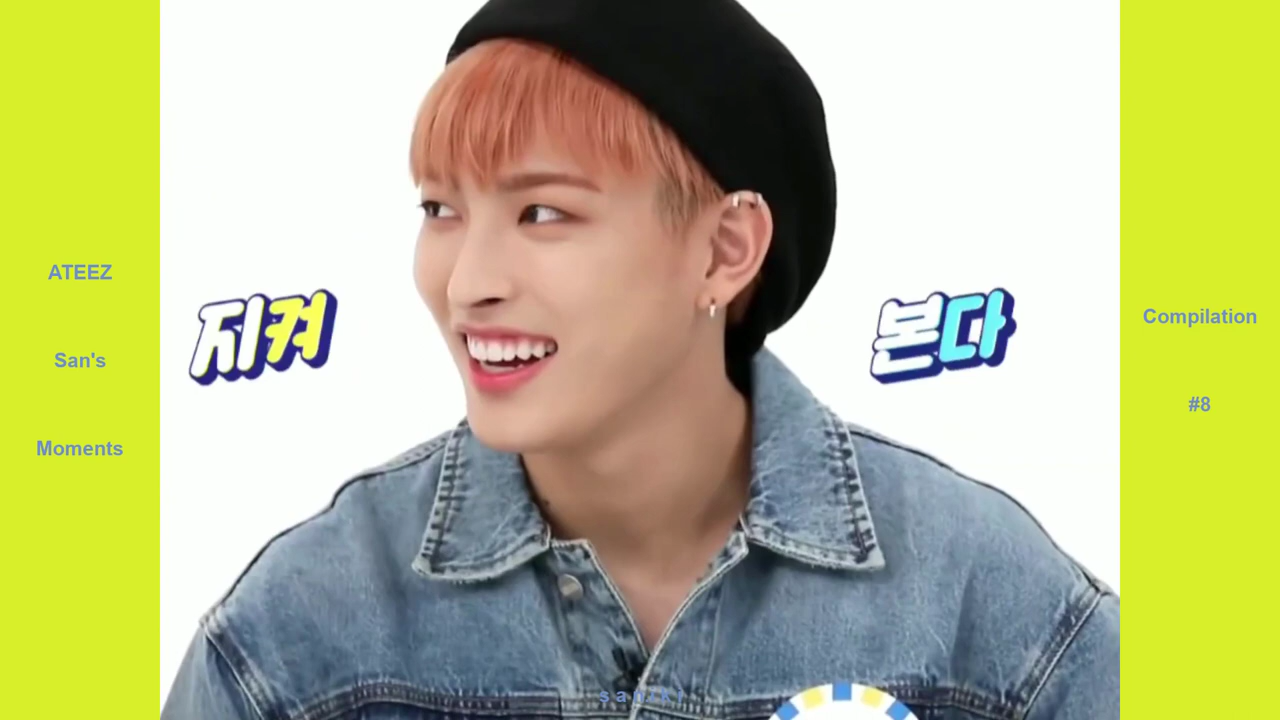 ATEEZ
San's
Moments
지켜
본다
Compilation
#8